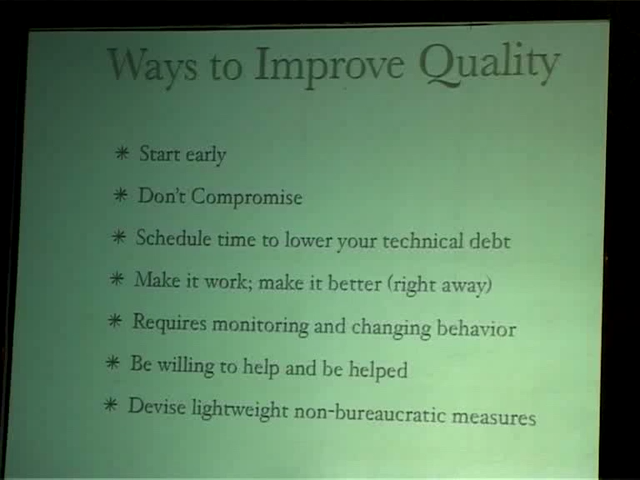 Ways to Improve Quality
* Start early
* Don't Compromise
* Schedule time to lower your technical debt
* Make it work; make it better (right away)
* Requires monitoring and changing behavior
* Be willing to help and be helped
* Devise lightweight non-bureaucratic measures